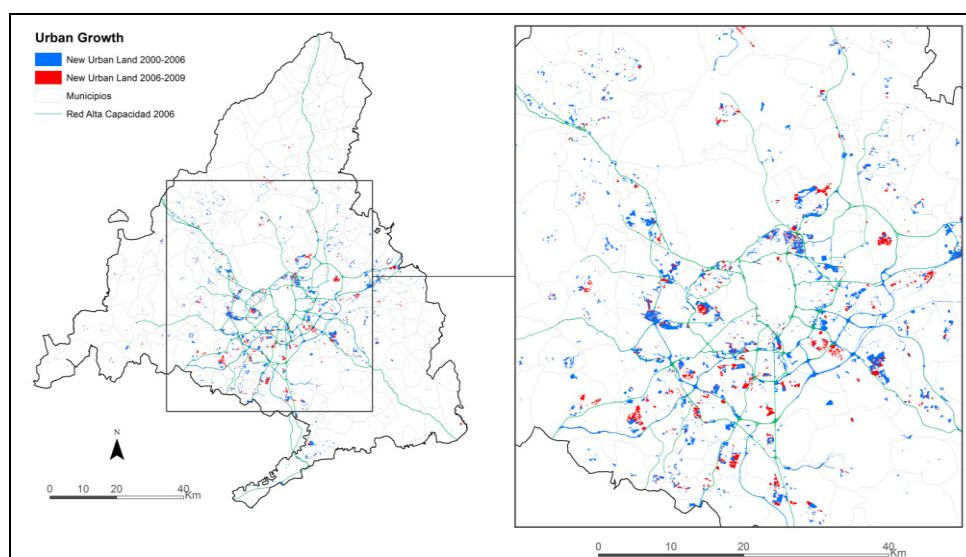 Urban Growth
New Urban Land 2000-2006
New Urban Land 2006-2009
Municipios
Red Alta Capacidad 2006
N
0 10 20 40
Km
0 10 20 40
Km